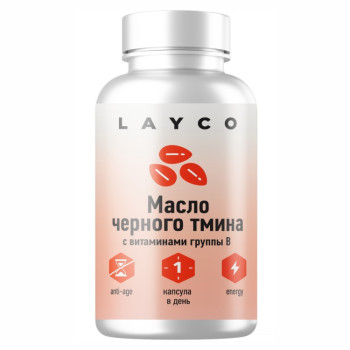 LAYCO
Масло
черного тмина
с витаминами группы В
1
anti-age
капсула
в день
energy